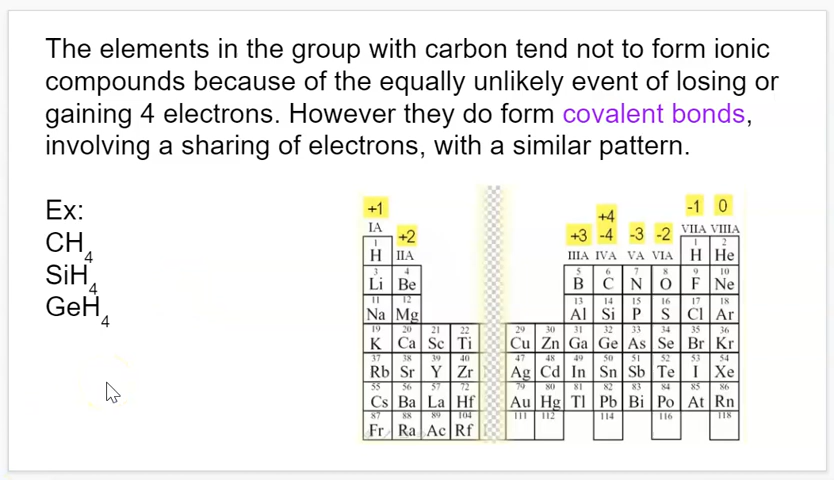 The elements in the group with carbon tend not to form ionic
compounds because of the equally unlikely event of losing or
gaining 4 electrons. However they do form covalent bonds,
involving a sharing of electrons, with a similar pattern.
Ex:
CH₄
SiH₄
GeH₄
+1 +4 -1 0
+2 +3 -4 -3 -2
IA VIIA VIIIA
IIA IIIA IVA VA VIA
1 1 2
H H He
3 4 5 6 7 8 9 10
Li Be B C N O F Ne
11 12 13 14 15 16 17 18
Na Mg Al Si P S Cl Ar
19 20 21 22 29 30 31 32 33 34 35 36
K Ca Sc Ti Cu Zn Ga Ge As Se Br Kr
37 38 39 40 47 48 49 50 51 52 53 54
Rb Sr Y Zr Ag Cd In Sn Sb Te I Xe
55 56 57 72 79 80 81 82 83 84 85 86
Cs Ba La Hf Au Hg Tl Pb Bi Po At Rn
87 88 89 104 111 112 114 116 118
Fr Ra Ac Rf